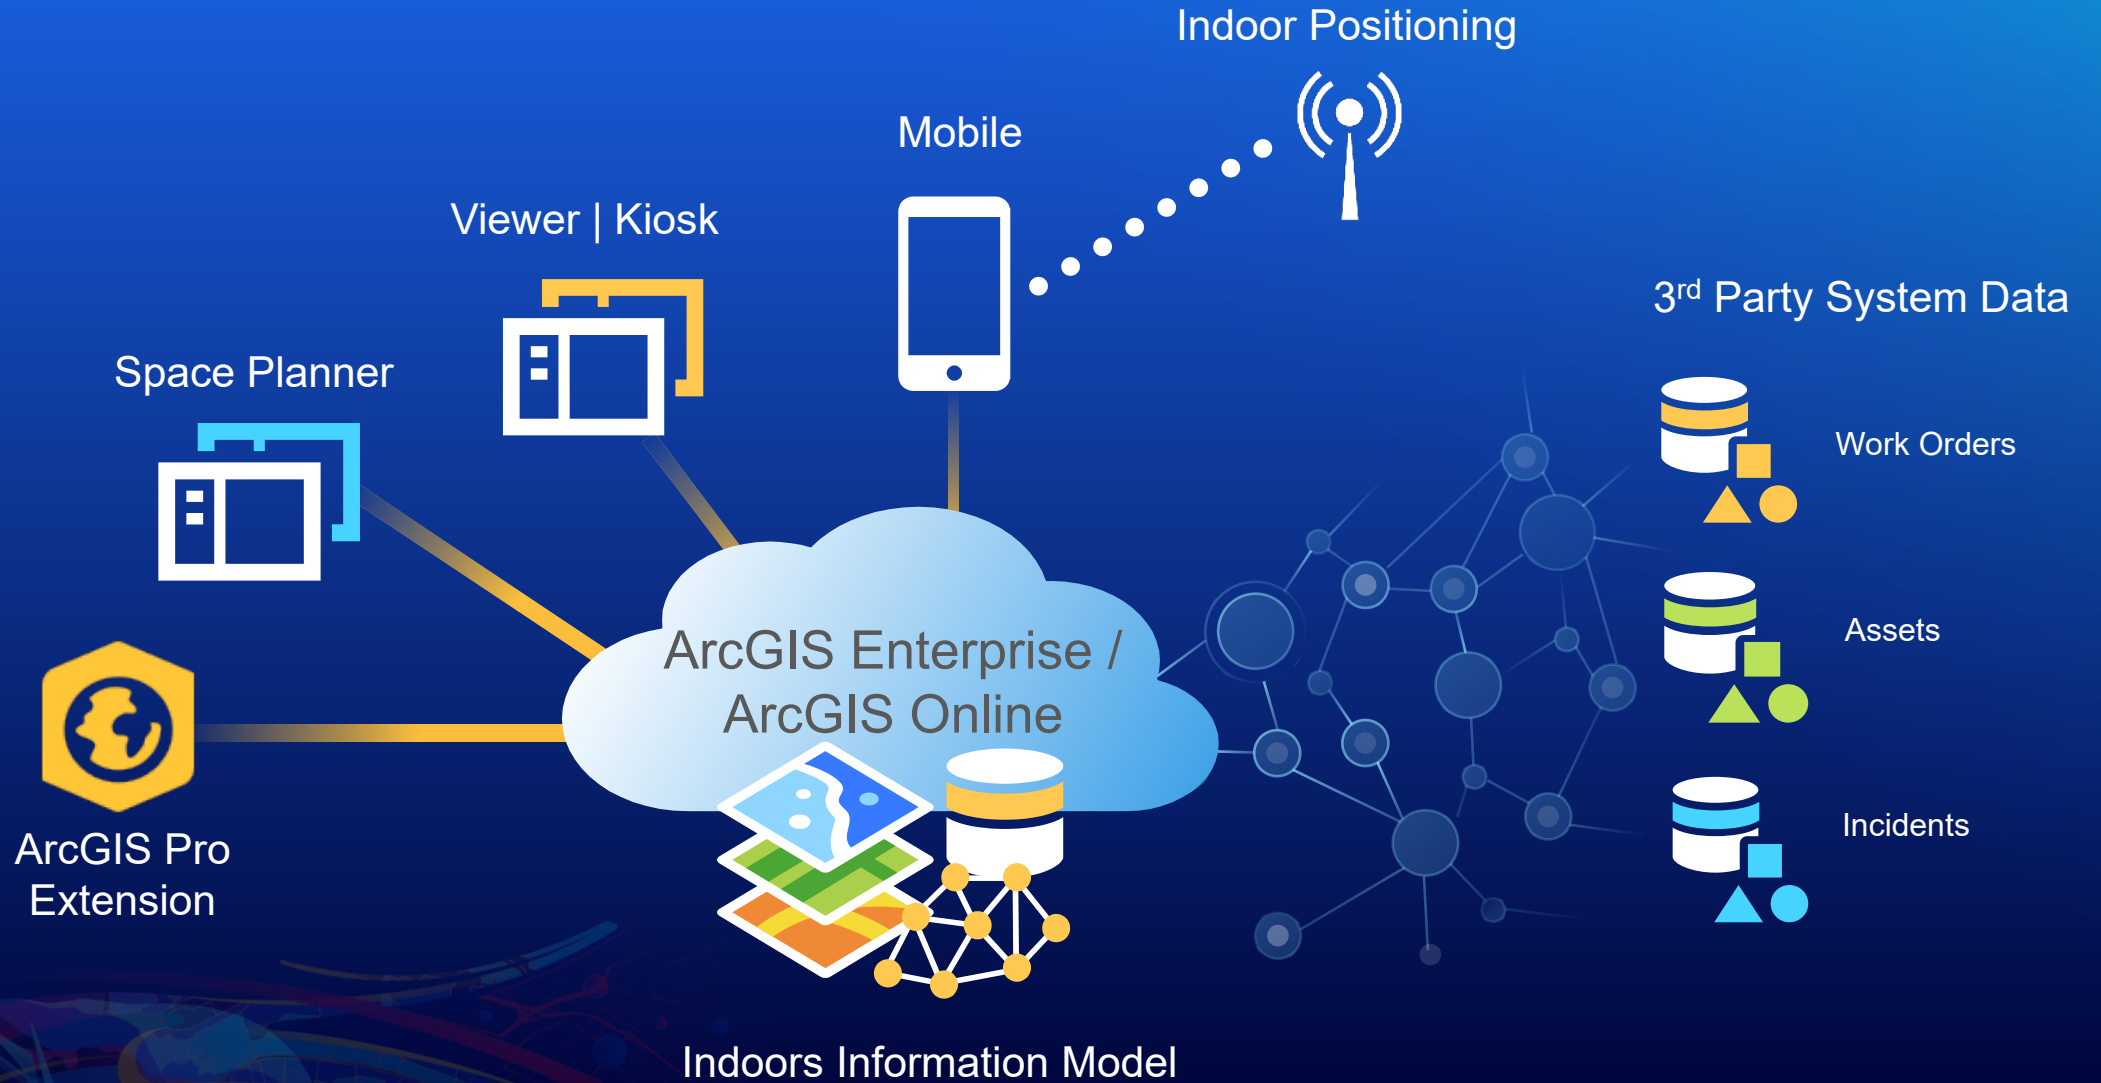 Indoor Positioning
Mobile
Viewer | Kiosk
3rd Party System Data
Space Planner
Work Orders
Assets
ArcGIS Enterprise /
ArcGIS Online
Incidents
ArcGIS Pro
Extension
Indoors Information Model